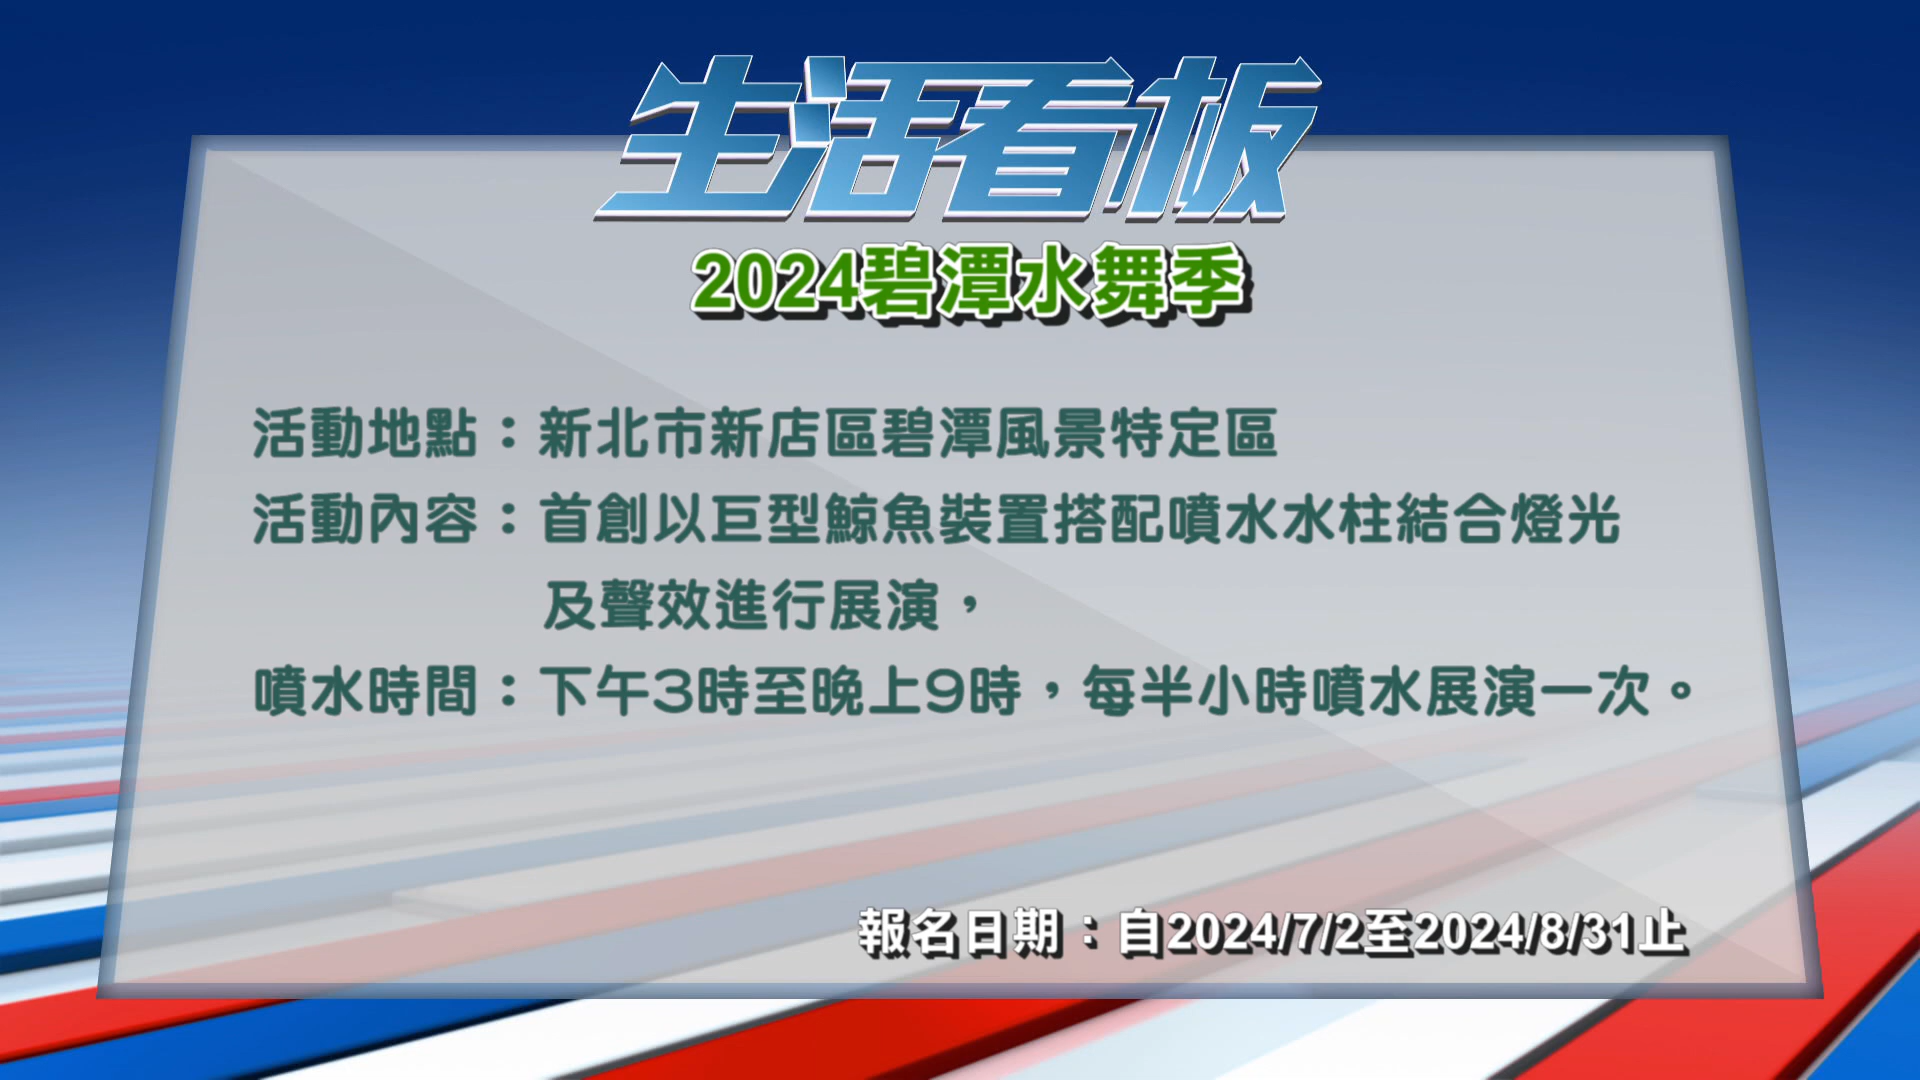 生活看板
2024碧潭水舞季
活動地點：新北市新店區碧潭風景特定區
活動內容：首創以巨型鯨魚裝置搭配噴水水柱結合燈光
及聲效進行展演，
噴水時間：下午3時至晚上9時，每半小時噴水展演一次。
報名日期：自2024/7/2至2024/8/31止